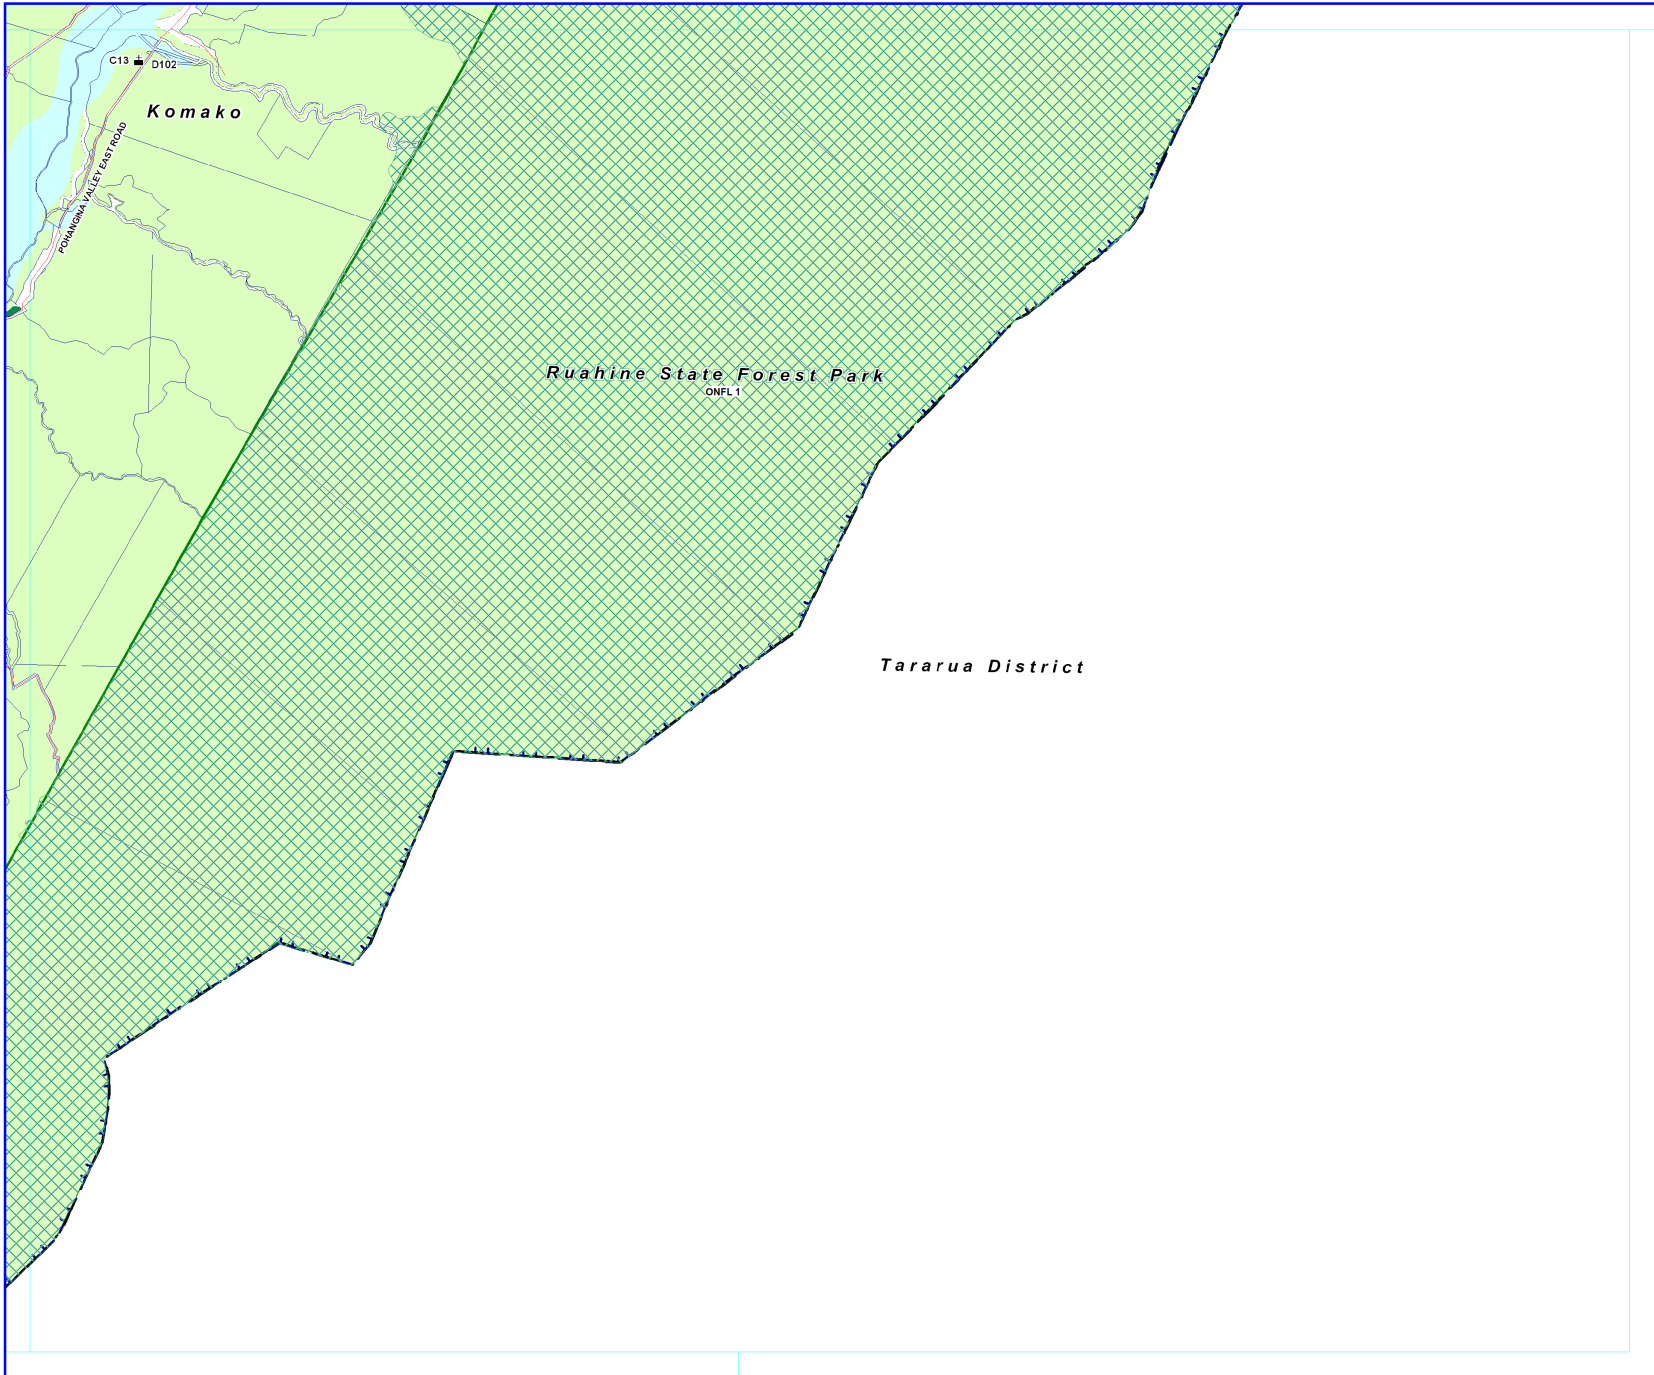 C13 D102
Komako
POHANGINA VALLEY EAST ROAD
Ruahine State Forest Park
ONFL 1
Tararua District